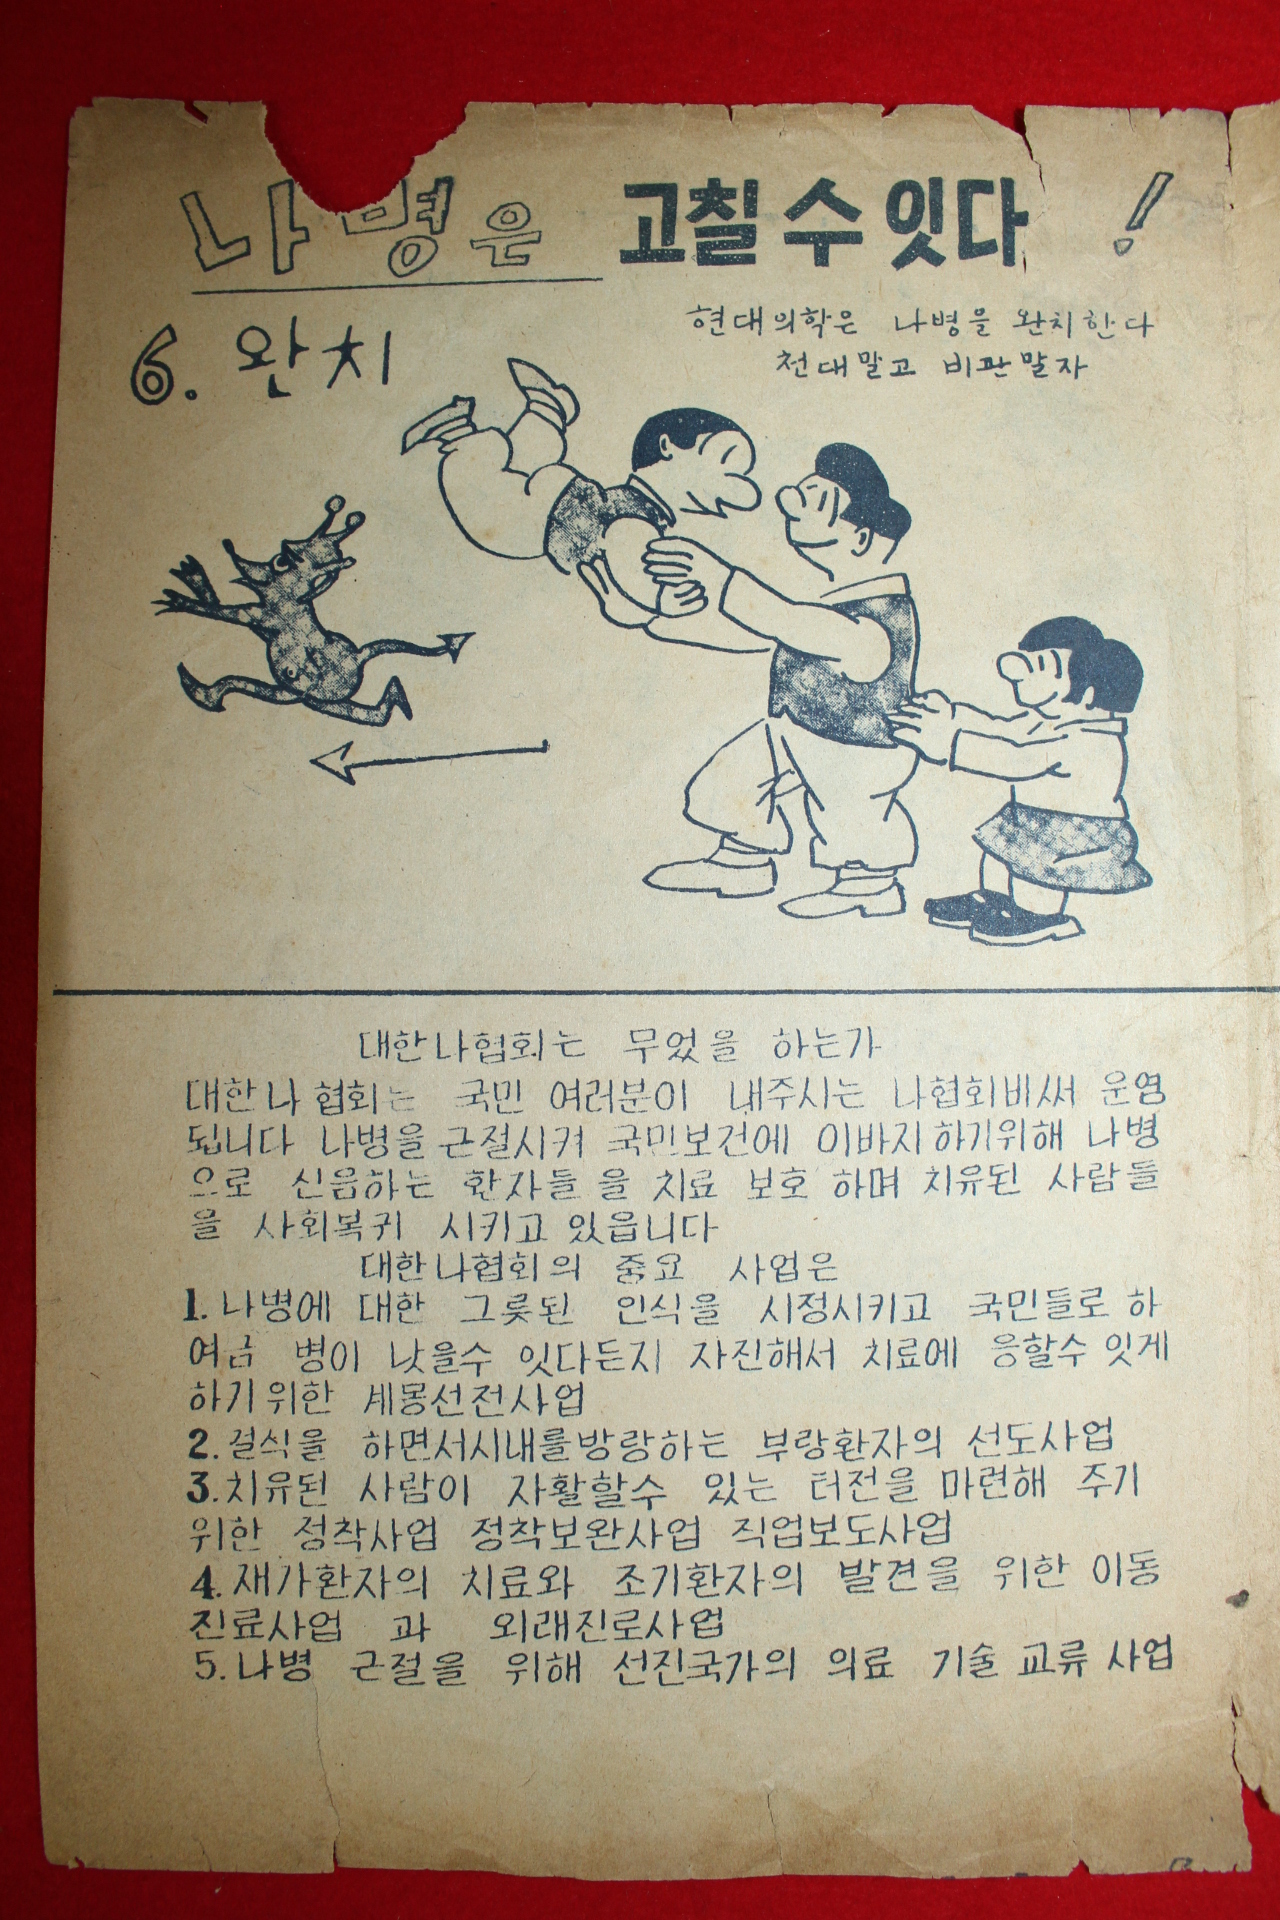 나병은 고칠수 잇다 !
6. 완치
현대의학은 나병을 완치한다
천대말고 비관말자
대한나협회는 무엇을 하는가
대한나협회는 국민 여러분이 내주시는 나협회비써 운영
됩니다 나병을 근절시켜 국민보건에 이바지하기위해 나병
으로 신음하는 환자들을 치료 보호 하며 치유된 사람들
을 사회복귀 시키고 있읍니다
대한나협회의 중요 사업은
1. 나병에 대한 그릇된 인식을 시정시키고 국민들로 하
여금 병이 낫을수 잇다든지 자진해서 치료에 응할수 잇게
하기위한 계몽선전사업
2. 걸식을 하면서시내를방랑하는 부랑환자의 선도사업
3. 치유된 사람이 자활할수 있는 터전을 마련해 주기
위한 정착사업 정착보완사업 직업보도사업
4. 재가환자의 치료와 조기환자의 발견을 위한 이동
진료사업 과 외래진로사업
5. 나병 근절을 위해 선진국가의 의료 기술 교류 사업